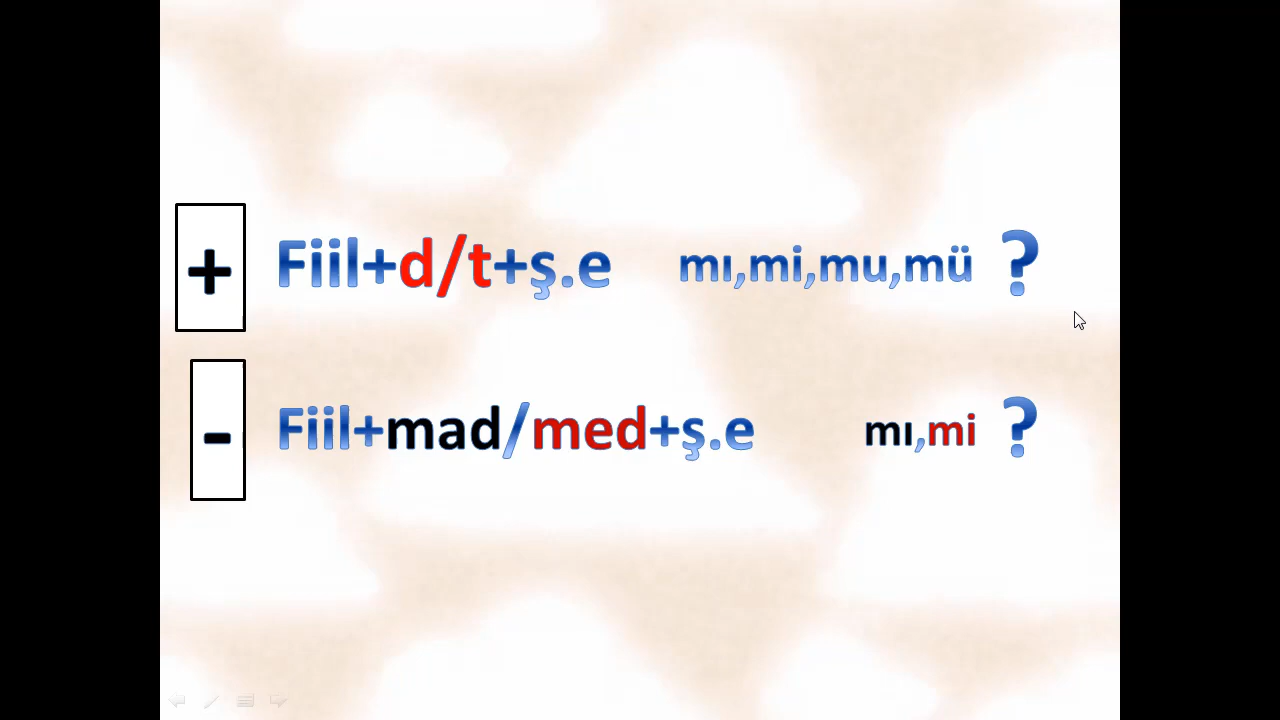 + Fiil+d/t+ş.e mı,mi,mu,mü ?
- Fiil+mad/med+ş.e mı,mi ?